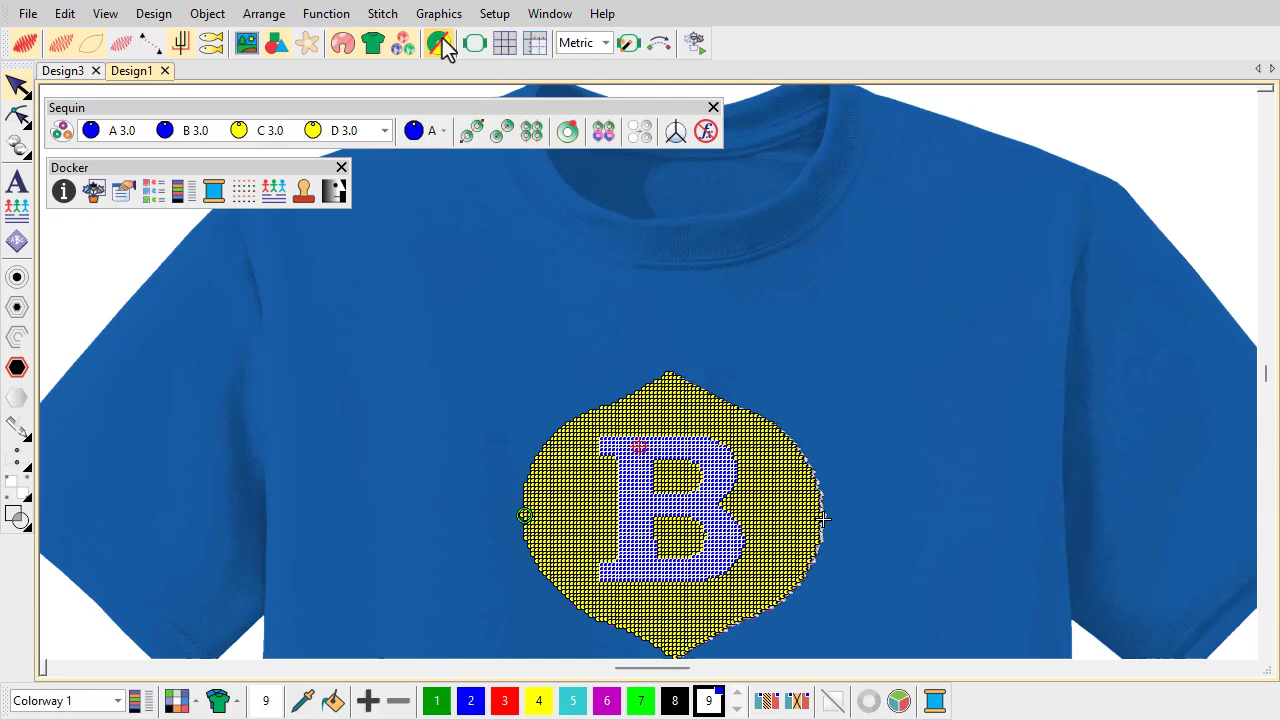 File Edit View Design Object Arrange Function Stitch Graphics Setup Window Help
Metric
Design3 Design1
Sequin
A 3.0 B 3.0 C 3.0 D 3.0 A
Docker
A
ABC
B
Colorway 1 9 1 2 3 4 5 6 7 8 9